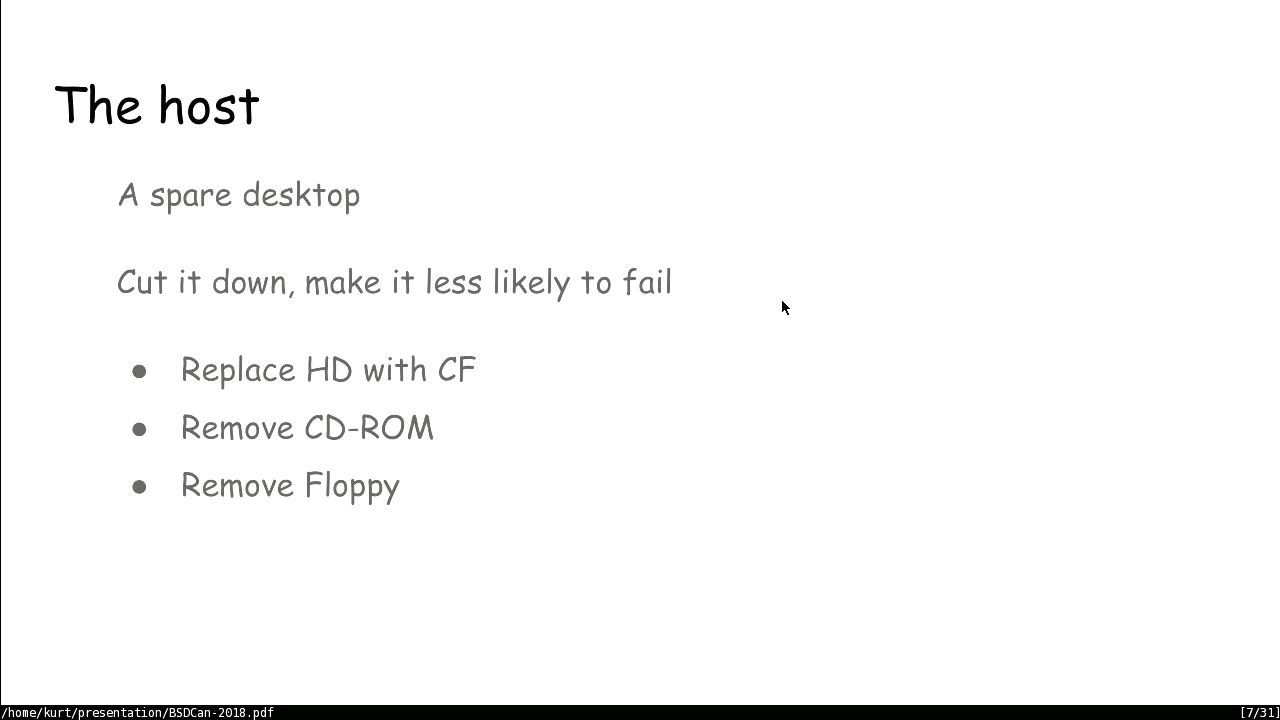 The host
A spare desktop
Cut it down, make it less likely to fail
● Replace HD with CF
● Remove CD-ROM
● Remove Floppy
/home/kurt/presentation/BSDCan-2018.pdf [7/31]